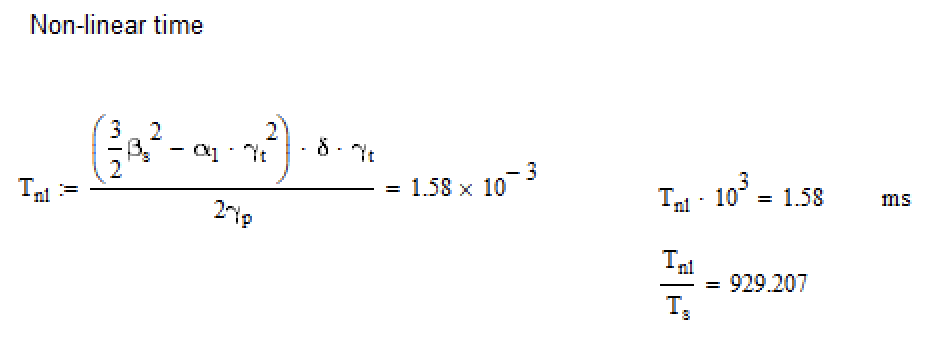 Non-linear time
T_nl := ((3/2)β_s^2 − α_1 · γ_t^2) · δ · γ_t / 2γ_p = 1.58 × 10^−3
T_nl · 10^3 = 1.58 ms
T_nl / T_s = 929.207